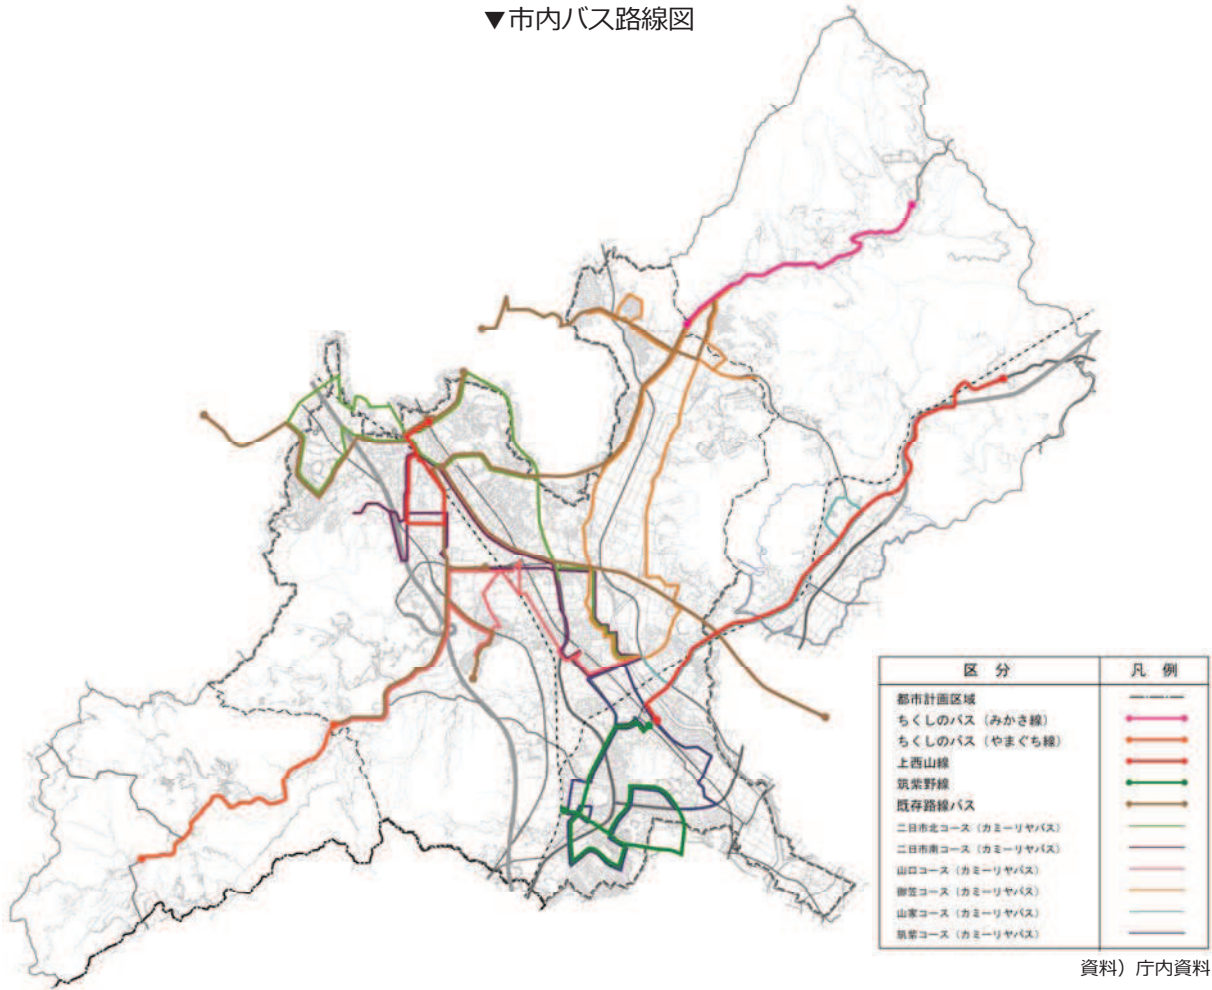 ▼市内バス路線図
区 分 凡 例
都市計画区域
ちくしのバス（みかさ線）
ちくしのバス（やまぐち線）
上西山線
筑紫野線
既存路線バス
二日市北コース（カミーリヤバス）
二日市南コース（カミーリヤバス）
山口コース（カミーリヤバス）
御笠コース（カミーリヤバス）
山家コース（カミーリヤバス）
筑紫コース（カミーリヤバス）
資料）庁内資料